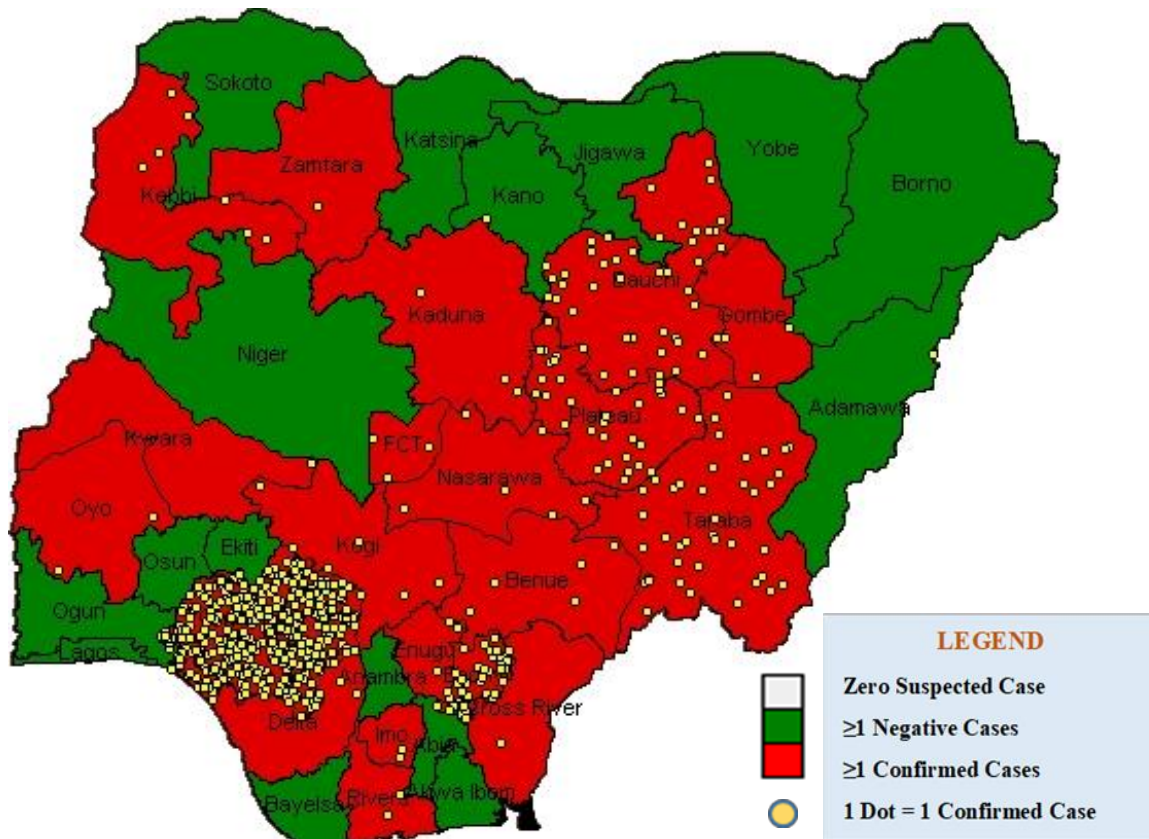 Sokoto
Katsina
Jigawa
Yobe
Borno
Zamfara
Kano
Kebbi
Bauchi
Gombe
Kaduna
Niger
Adamawa
Plateau
Kwara
FCT
Nasarawa
Oyo
Taraba
Kogi
Ekiti
Osun
Benue
Ogun
Lagos
Enugu
Anambra
Cross River
Delta
Imo
Abia
Bayelsa
Rivers
Akwa Ibom
LEGEND
Zero Suspected Case
≥1 Negative Cases
≥1 Confirmed Cases
1 Dot = 1 Confirmed Case